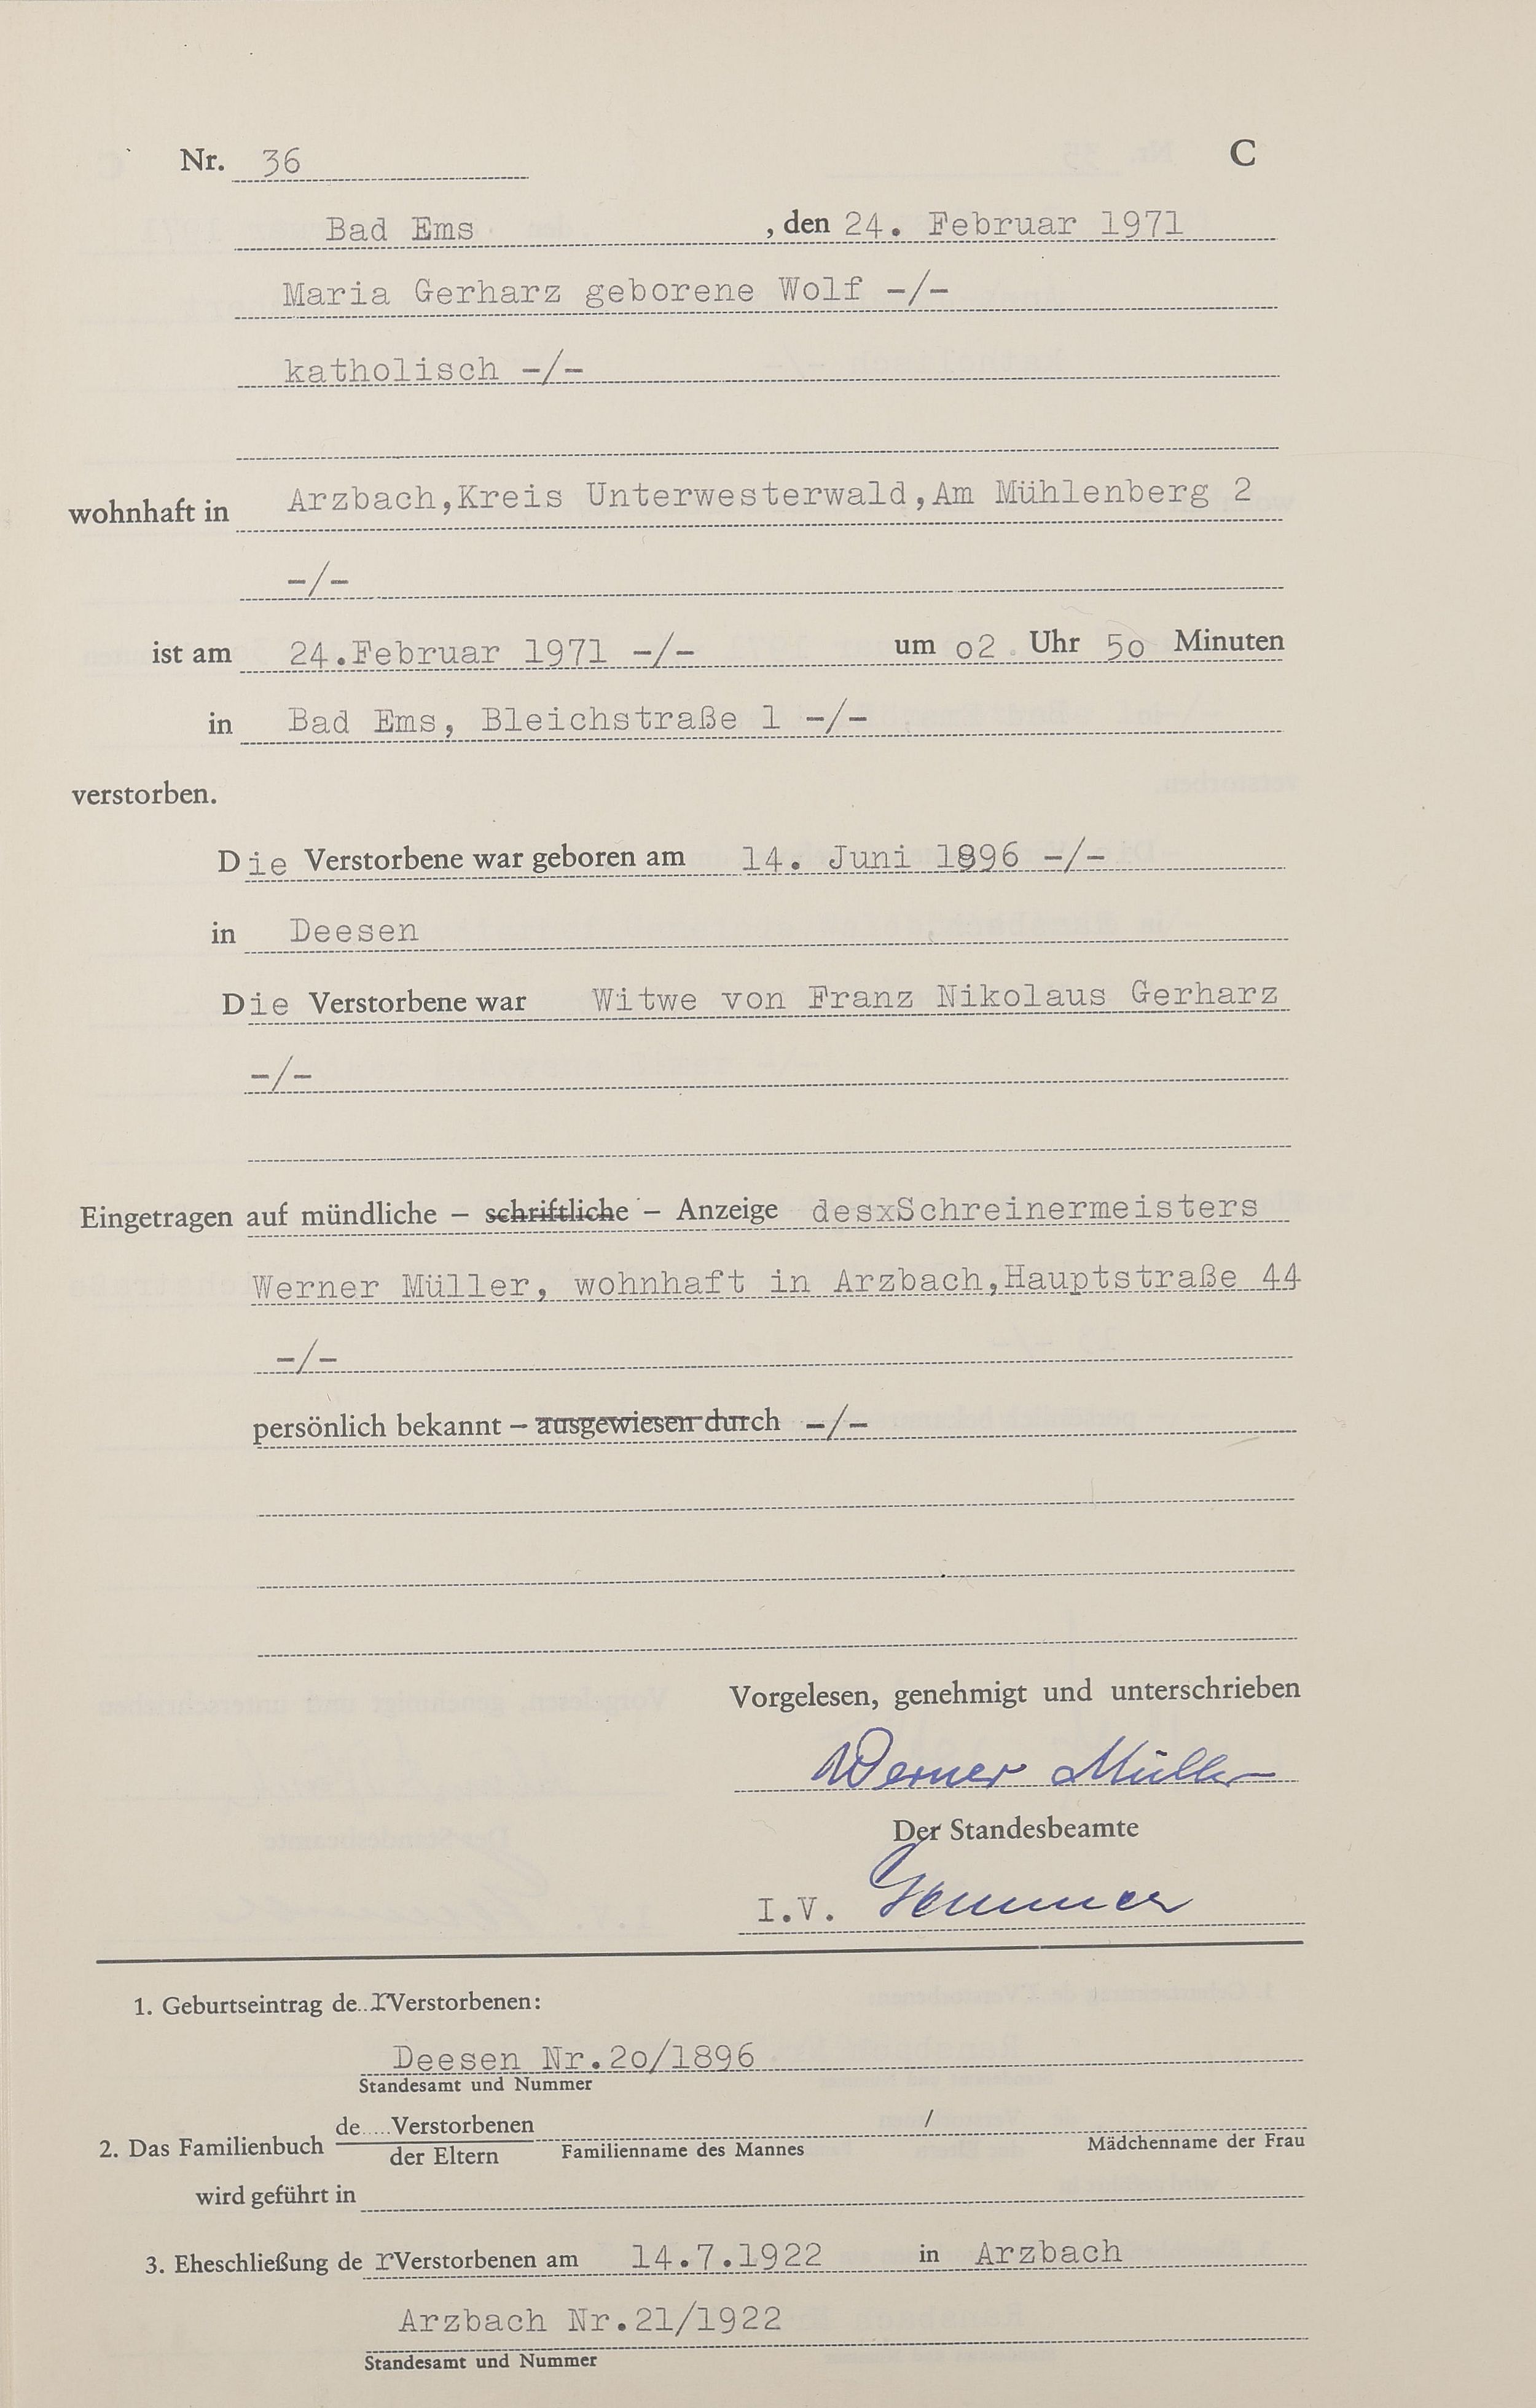 Nr. 36 C
Bad Ems , den 24. Februar 1971
Maria Gerharz geborene Wolf -/-
katholisch -/-
wohnhaft in Arzbach,Kreis Unterwesterwald,Am Mühlenberg 2
-/-
ist am 24.Februar 1971 -/- um o2 Uhr 5o Minuten
in Bad Ems, Bleichstraße 1 -/-
verstorben.
Die Verstorbene war geboren am 14. Juni 1896 -/-
in Deesen
Die Verstorbene war Witwe von Franz Nikolaus Gerharz
-/-
Eingetragen auf mündliche – schriftliche – Anzeige desxSchreinermeisters
Werner Müller, wohnhaft in Arzbach,Hauptstraße 44
-/-
persönlich bekannt – ausgewiesen durch -/-
Vorgelesen, genehmigt und unterschrieben
Werner Müller
Der Standesbeamte
I.V.
1. Geburtseintrag de..rVerstorbenen:
Deesen Nr.2o/1896
Standesamt und Nummer
de..... Verstorbenen /
2. Das Familienbuch der Eltern Familienname des Mannes Mädchenname der Frau
wird geführt in
3. Eheschließung de rVerstorbenen am 14.7.1922 in Arzbach
Arzbach Nr.21/1922
Standesamt und Nummer